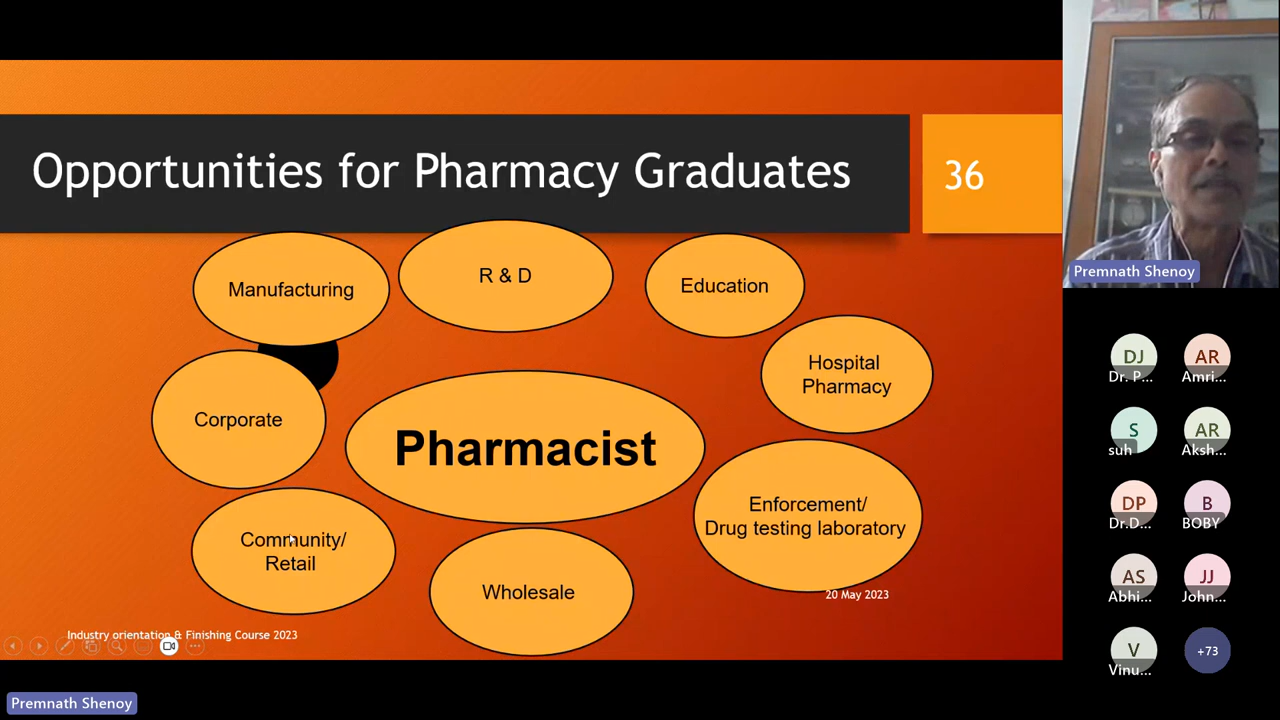 Opportunities for Pharmacy Graduates
36
Manufacturing
R & D
Education
Hospital
Pharmacy
Corporate
Pharmacist
Enforcement/
Drug testing laboratory
Community/
Retail
Wholesale
20 May 2023
Industry orientation & Finishing Course 2023
Premnath Shenoy
Premnath Shenoy
DJ
Dr. P...
AR
Amri...
S
suh
AR
Aksh...
DP
Dr.D...
B
BOBY
AS
Abhi...
JJ
John...
V
Vinu...
+73